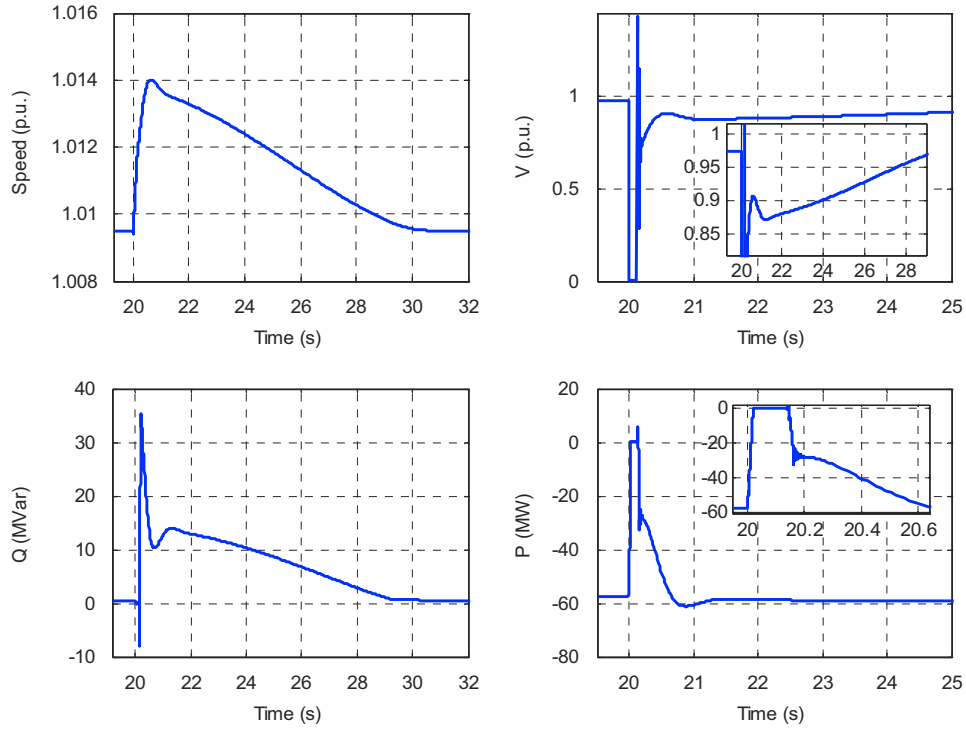 1.016
1.014
1.012
1.01
1.008
Speed (p.u.)
20 22 24 26 28 30 32
Time (s)
1
0.5
0
V (p.u.)
1
0.95
0.9
0.85
20 22 24 26 28
20 21 22 23 24 25
Time (s)
40
30
20
10
0
-10
Q (MVar)
20 22 24 26 28 30 32
Time (s)
20
0
-20
-40
-60
-80
P (MW)
0
-20
-40
-60
20 20.2 20.4 20.6
20 21 22 23 24 25
Time (s)